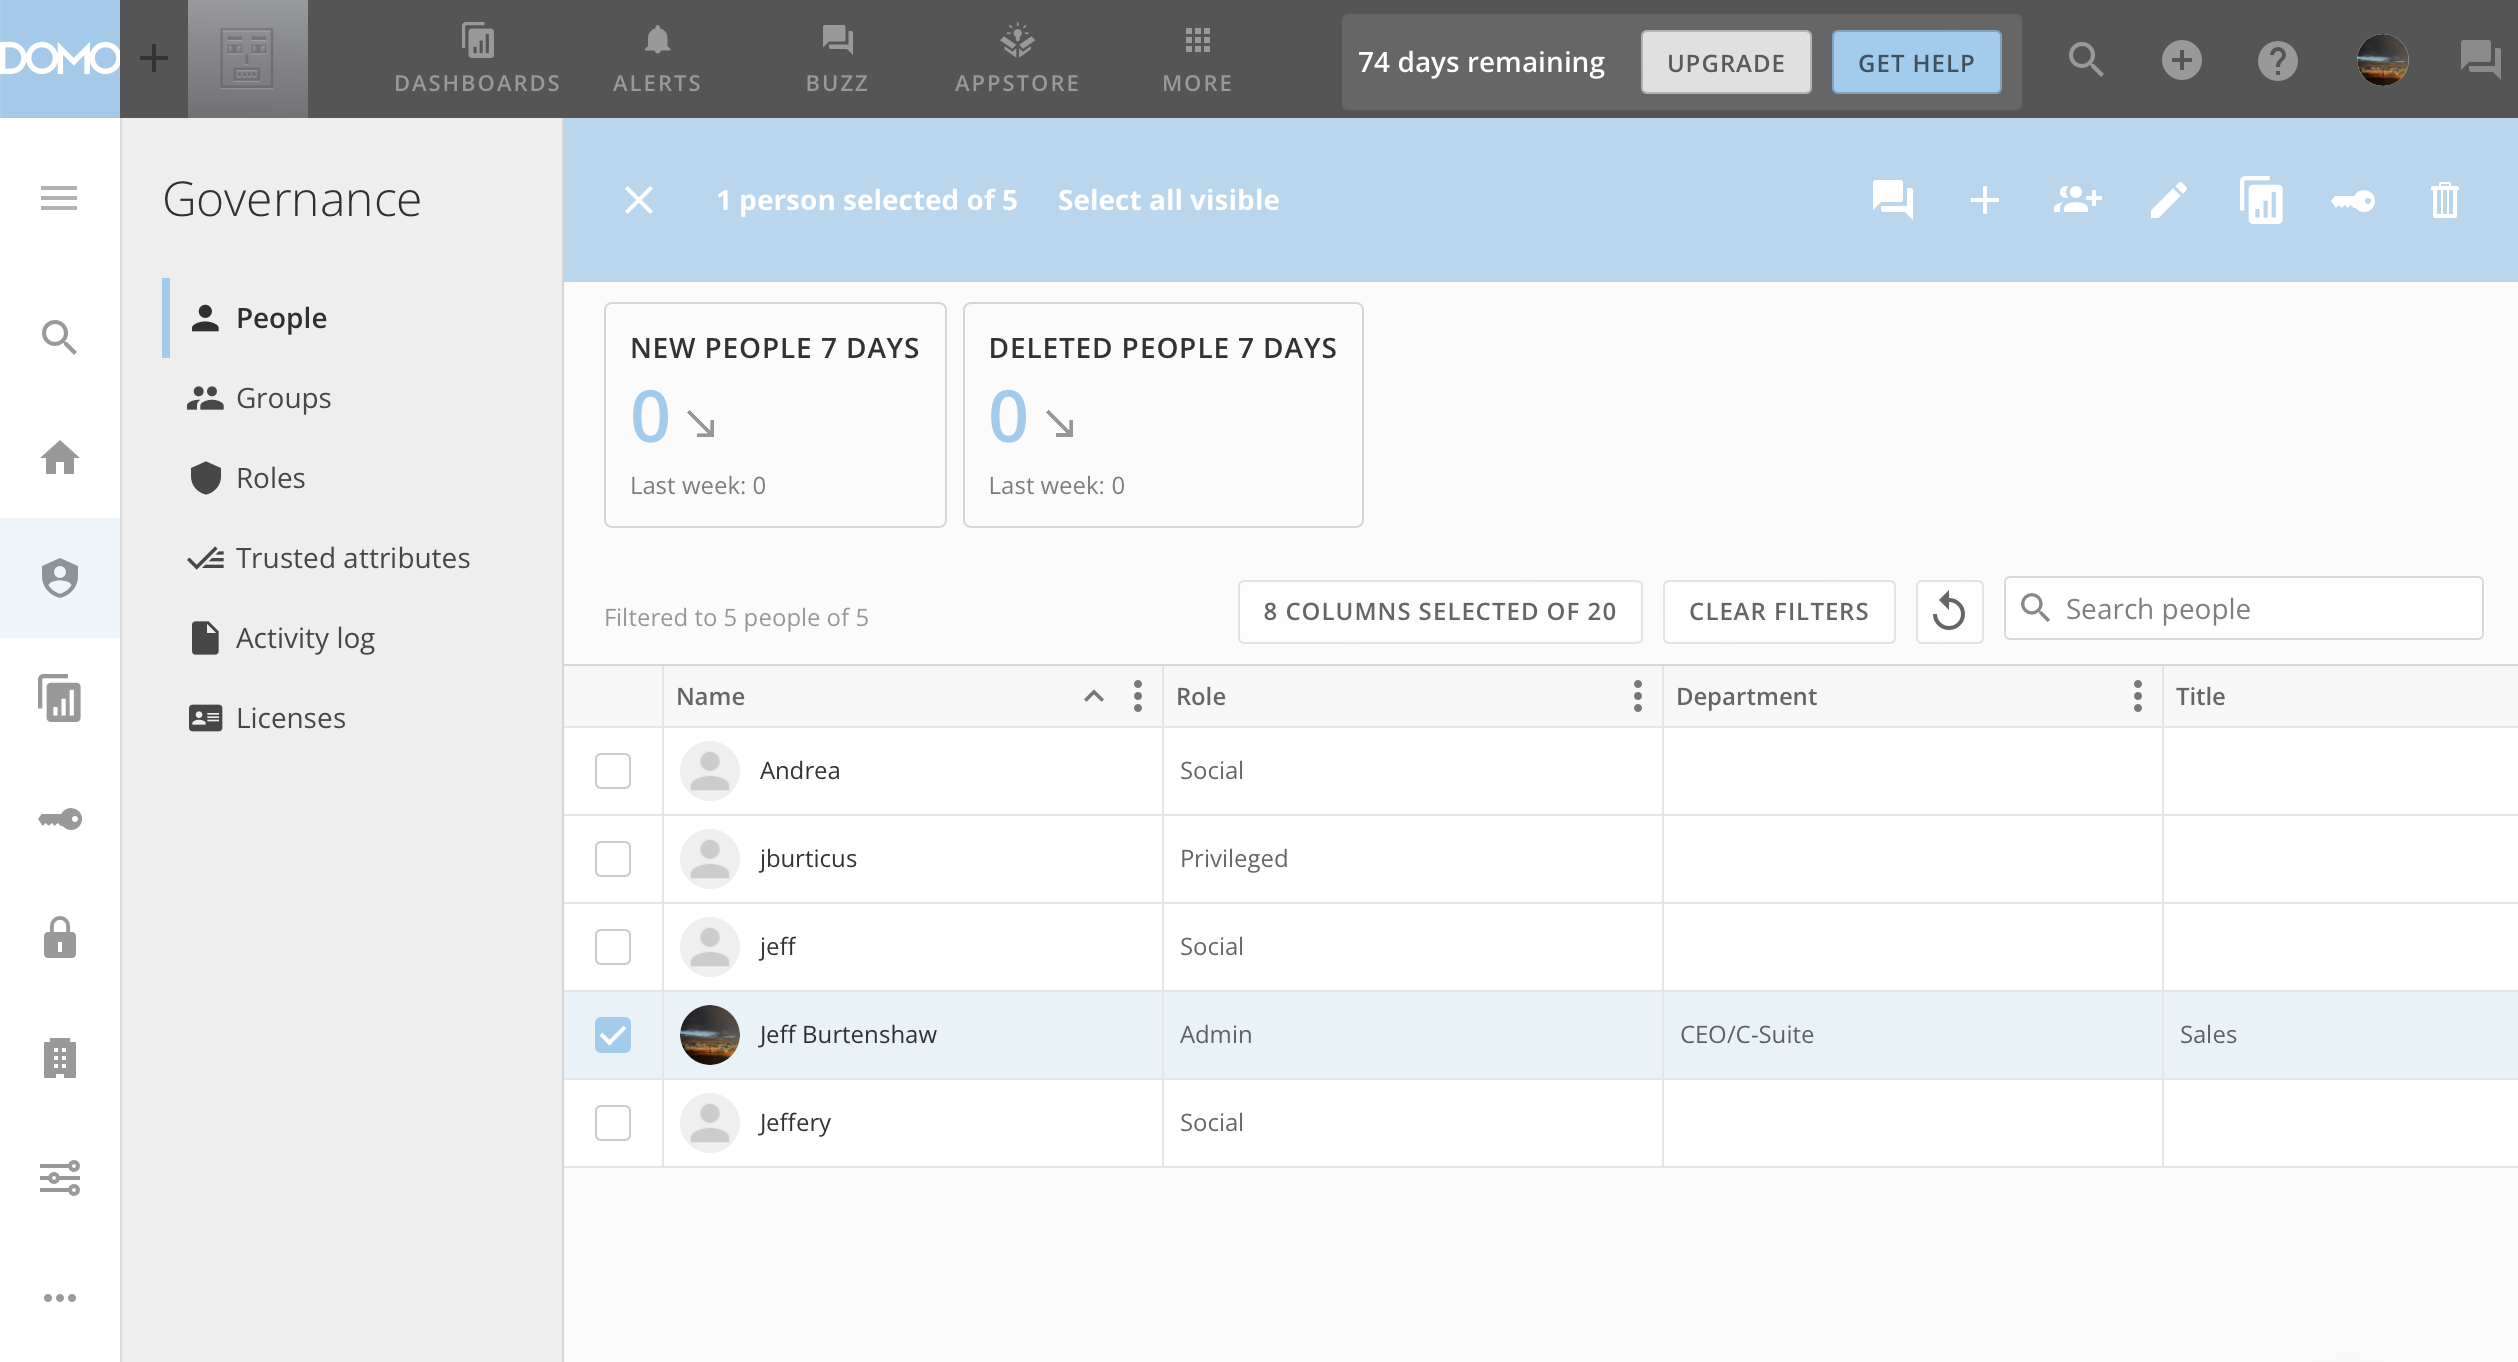 DOMO
DASHBOARDS
ALERTS
BUZZ
APPSTORE
MORE
74 days remaining
UPGRADE
GET HELP
Governance
People
Groups
Roles
Trusted attributes
Activity log
Licenses
1 person selected of 5
Select all visible
NEW PEOPLE 7 DAYS
0
Last week: 0
DELETED PEOPLE 7 DAYS
0
Last week: 0
Filtered to 5 people of 5
8 COLUMNS SELECTED OF 20
CLEAR FILTERS
Search people
Name Role Department Title
Andrea Social
jburticus Privileged
jeff Social
Jeff Burtenshaw Admin CEO/C-Suite Sales
Jeffery Social